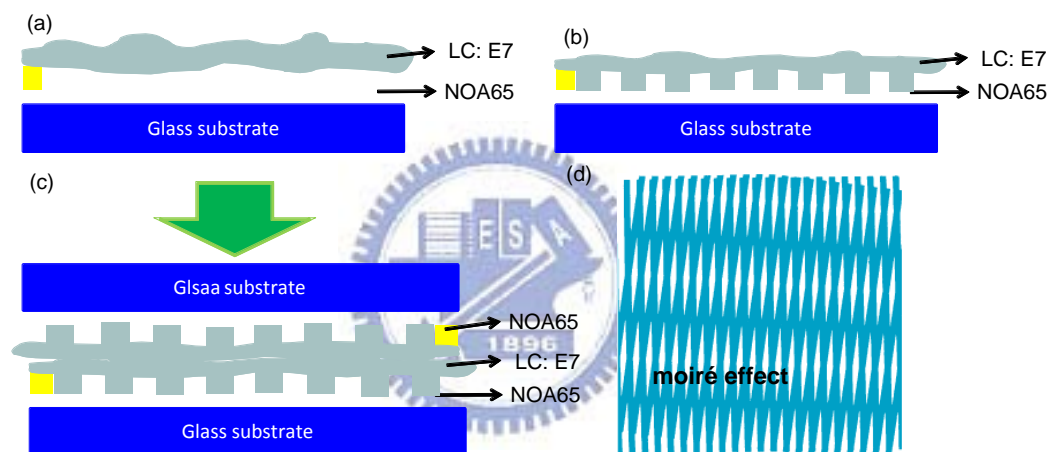 (a)
LC: E7
NOA65
Glass substrate
(b)
LC: E7
NOA65
Glass substrate
(c)
Glsaa substrate
NOA65
LC: E7
NOA65
Glass substrate
(d)
moiré effect
E S A
1896